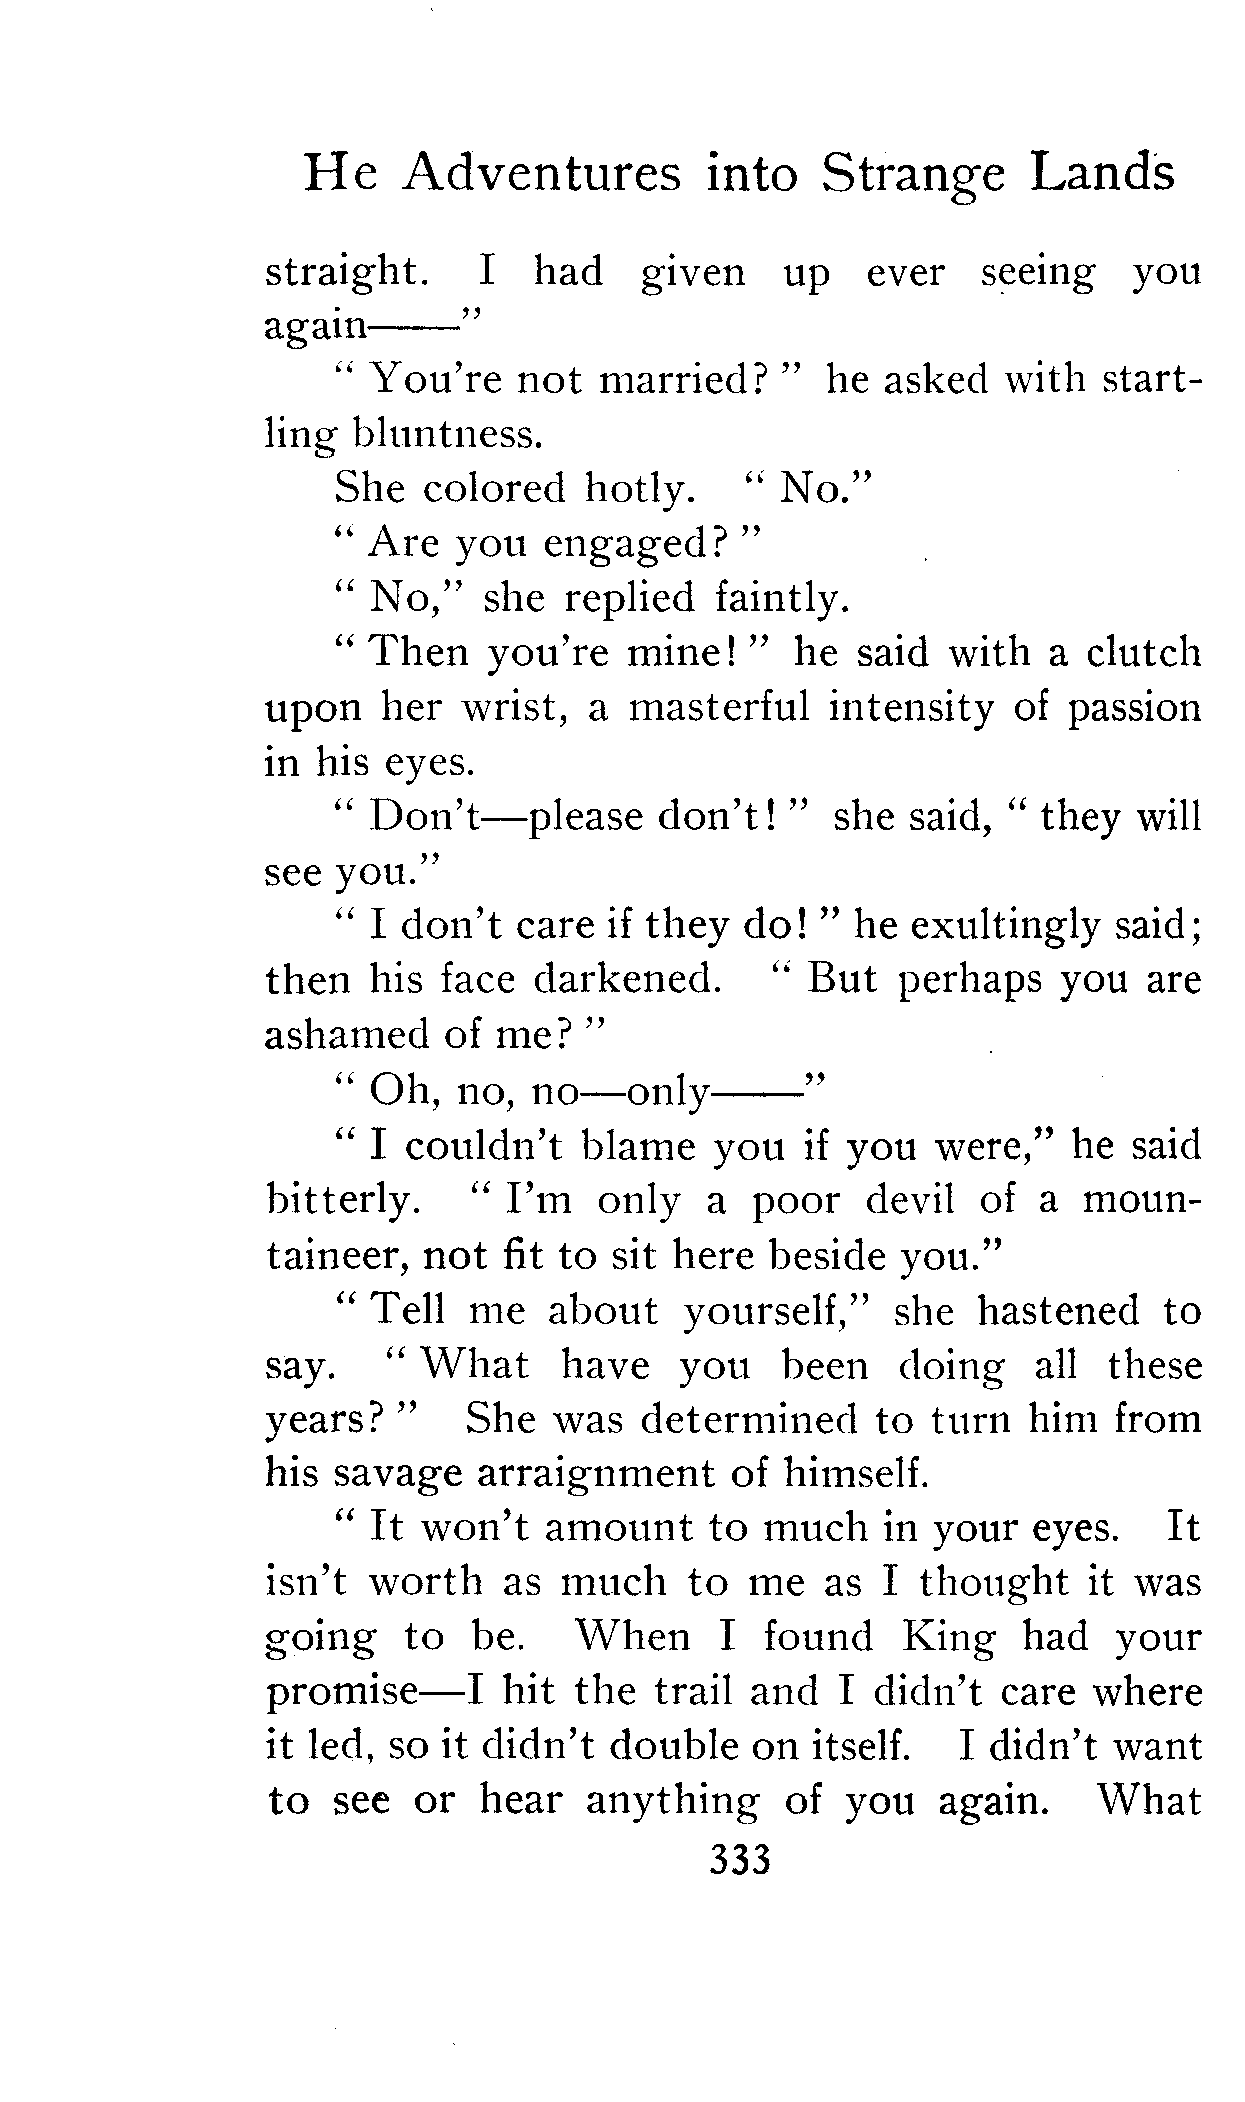 He Adventures into Strange Lands
straight. I had given up ever seeing you
again——"
" You're not married? " he asked with start-
ling bluntness.
She colored hotly. " No."
" Are you engaged? "
" No," she replied faintly.
" Then you're mine! " he said with a clutch
upon her wrist, a masterful intensity of passion
in his eyes.
" Don't—please don't! " she said, " they will
see you."
" I don't care if they do! " he exultingly said;
then his face darkened. " But perhaps you are
ashamed of me? "
" Oh, no, no—only——"
" I couldn't blame you if you were," he said
bitterly. " I'm only a poor devil of a moun-
taineer, not fit to sit here beside you."
" Tell me about yourself," she hastened to
say. " What have you been doing all these
years? " She was determined to turn him from
his savage arraignment of himself.
" It won't amount to much in your eyes. It
isn't worth as much to me as I thought it was
going to be. When I found King had your
promise—I hit the trail and I didn't care where
it led, so it didn't double on itself. I didn't want
to see or hear anything of you again. What
333